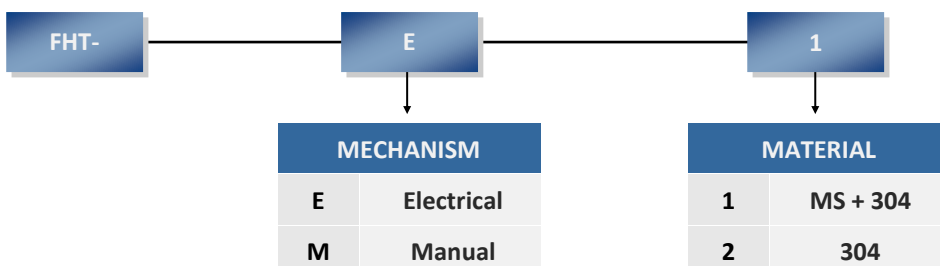 FHT- E 1
MECHANISM MATERIAL
E Electrical 1 MS + 304
M Manual 2 304